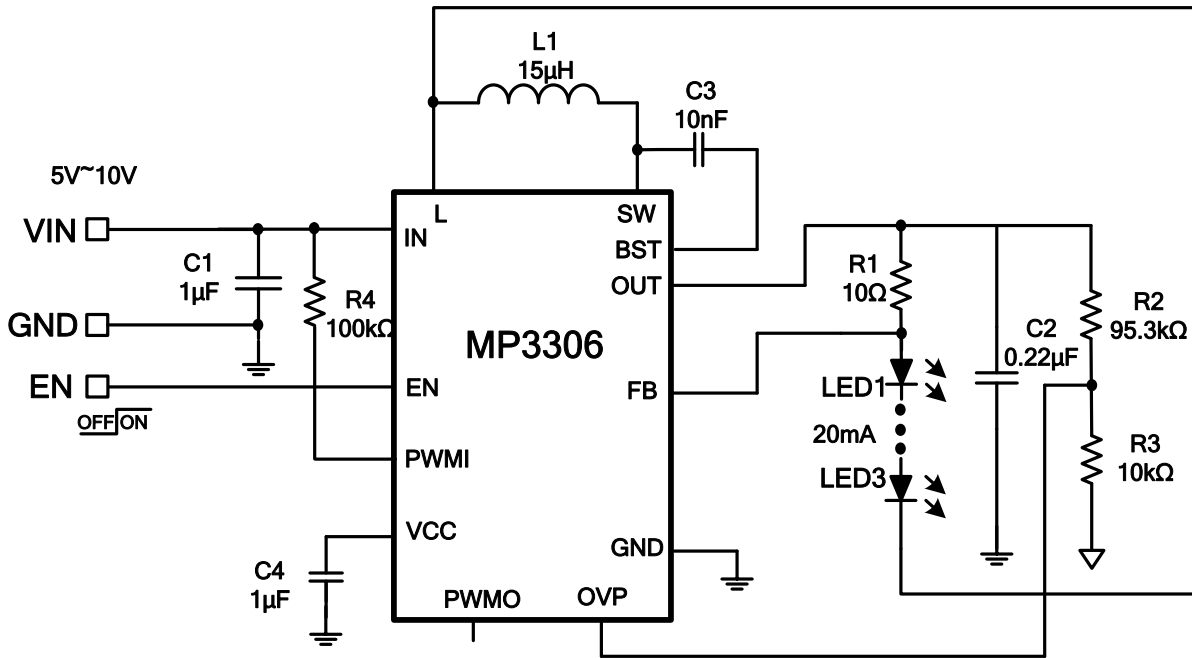 L1
15µH
C3
10nF
5V~10V
VIN
C1
1µF
GND
EN
OFF ON
R4
100kΩ
L
SW
IN
BST
OUT
MP3306
EN
FB
PWMI
VCC
GND
PWMO
OVP
C4
1µF
R1
10Ω
LED1
20mA
LED3
C2
0.22µF
R2
95.3kΩ
R3
10kΩ